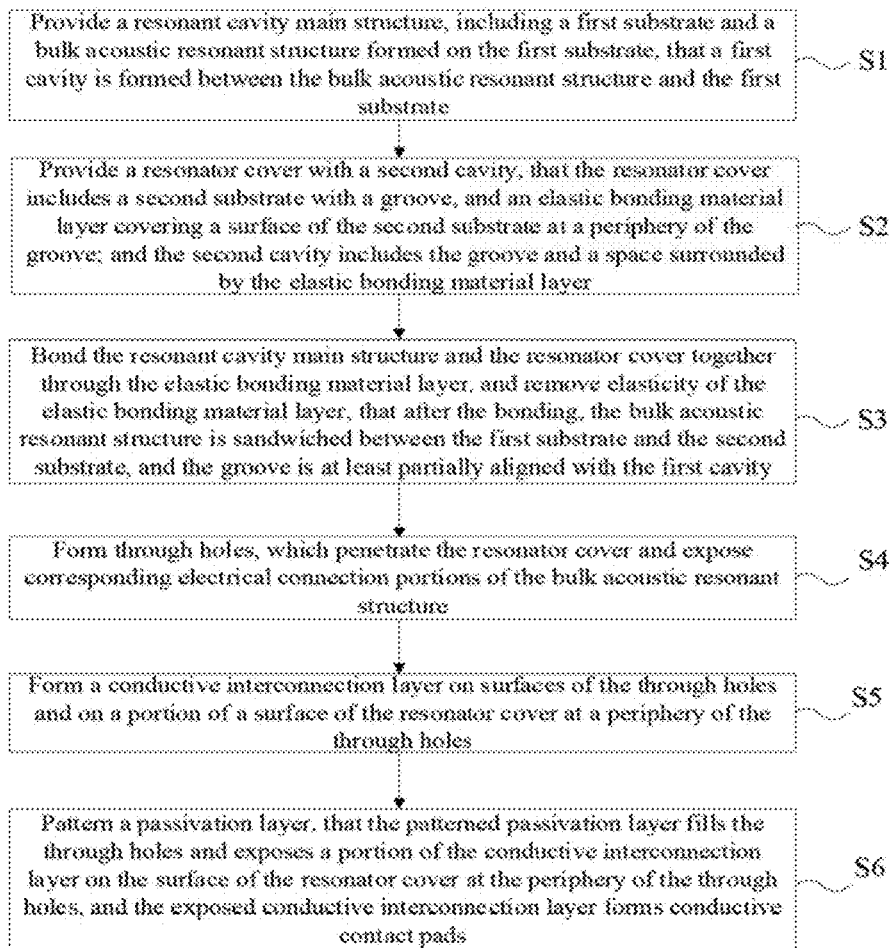 Provide a resonant cavity main structure, including a first substrate and a
bulk acoustic resonant structure formed on the first substrate, that a first
cavity is formed between the bulk acoustic resonant structure and the first
substrate
S1
Provide a resonator cover with a second cavity, that the resonator cover
includes a second substrate with a groove, and an elastic bonding material
layer covering a surface of the second substrate at a periphery of the
groove; and the second cavity includes the groove and a space surrounded
by the elastic bonding material layer
S2
Bond the resonant cavity main structure and the resonator cover together
through the elastic bonding material layer, and remove elasticity of the
elastic bonding material layer, that after the bonding, the bulk acoustic
resonant structure is sandwiched between the first substrate and the second
substrate, and the groove is at least partially aligned with the first cavity
S3
Form through holes, which penetrate the resonator cover and expose
corresponding electrical connection portions of the bulk acoustic resonant
structure
S4
Form a conductive interconnection layer on surfaces of the through holes
and on a portion of a surface of the resonator cover at a periphery of the
through holes
S5
Pattern a passivation layer, that the patterned passivation layer fills the
through holes and exposes a portion of the conductive interconnection
layer on the surface of the resonator cover at the periphery of the through
holes, and the exposed conductive interconnection layer forms conductive
contact pads
S6